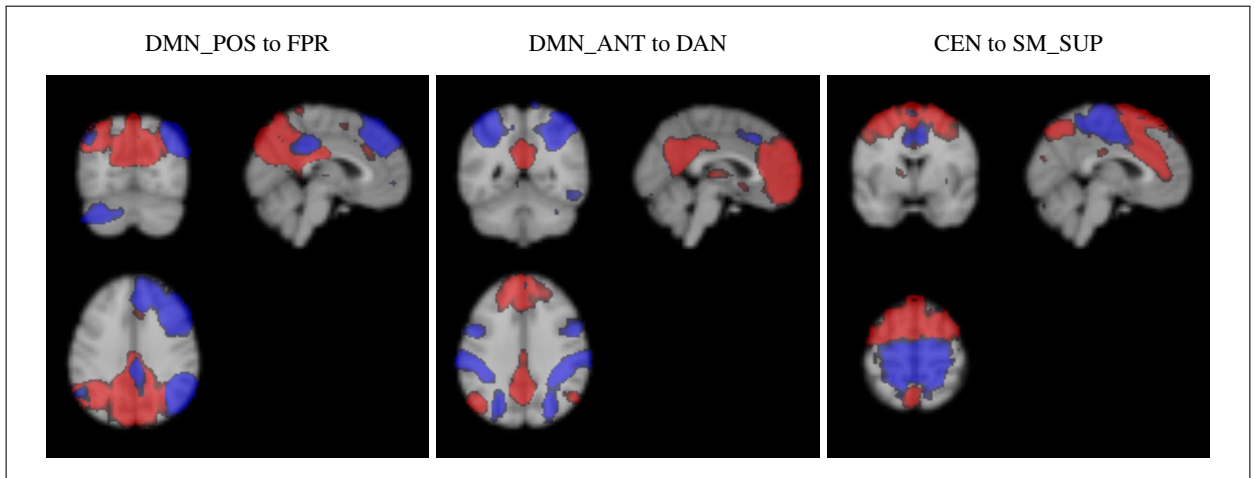 DMN_POS to FPR
DMN_ANT to DAN
CEN to SM_SUP